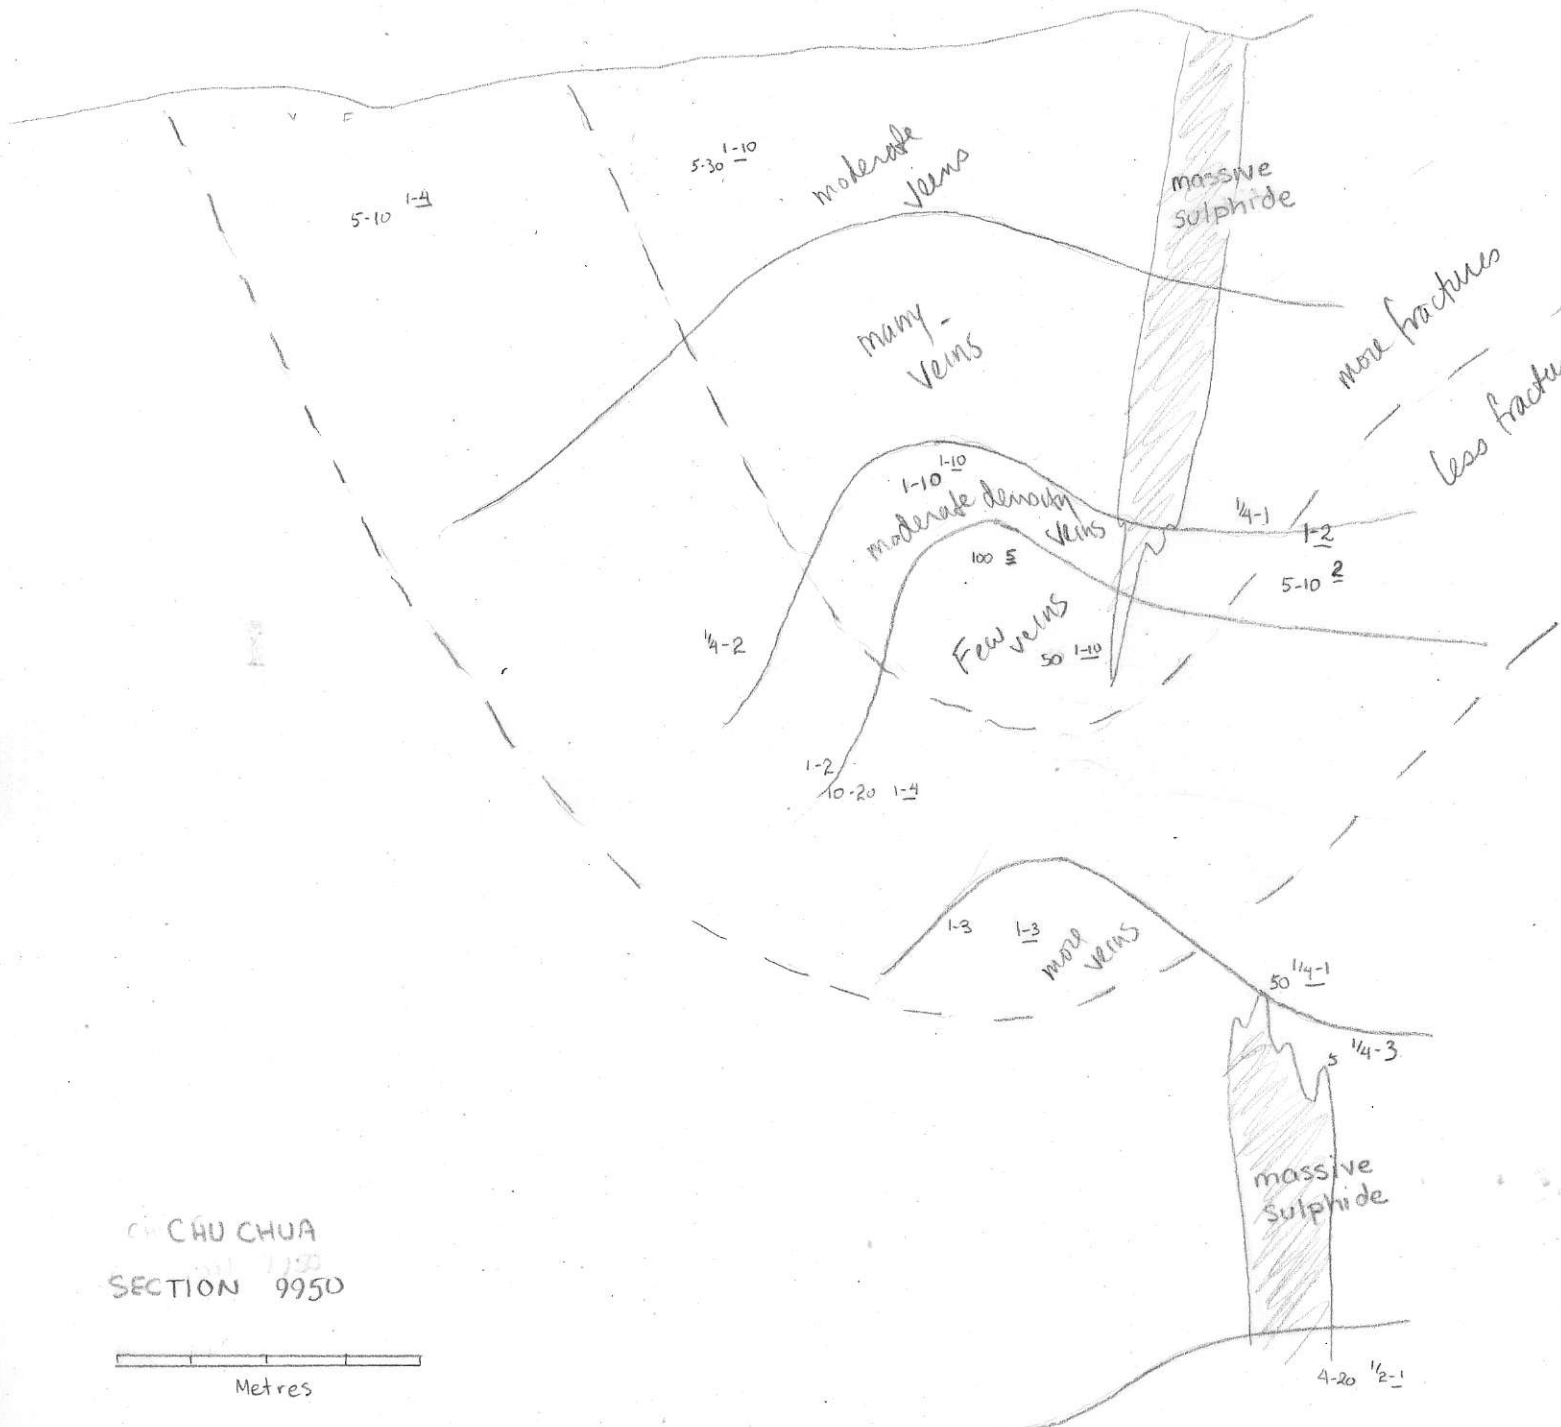 V F
5-30 1-10
moderate
veins
5-10 1-4
massive
sulphide
more fractures
many
veins
less
1-10 1-10
moderate density
veins
1/4-1
1-2
100 5
5-10 2
Few
veins
50 1-10
1/4-2
1-2
10-20 1-4
1-3 1-3
more
veins
50 1/4-1
5 1/4-3
massive
sulphide
CHU CHUA
SECTION 9950
Metres
4-20 1/2-1